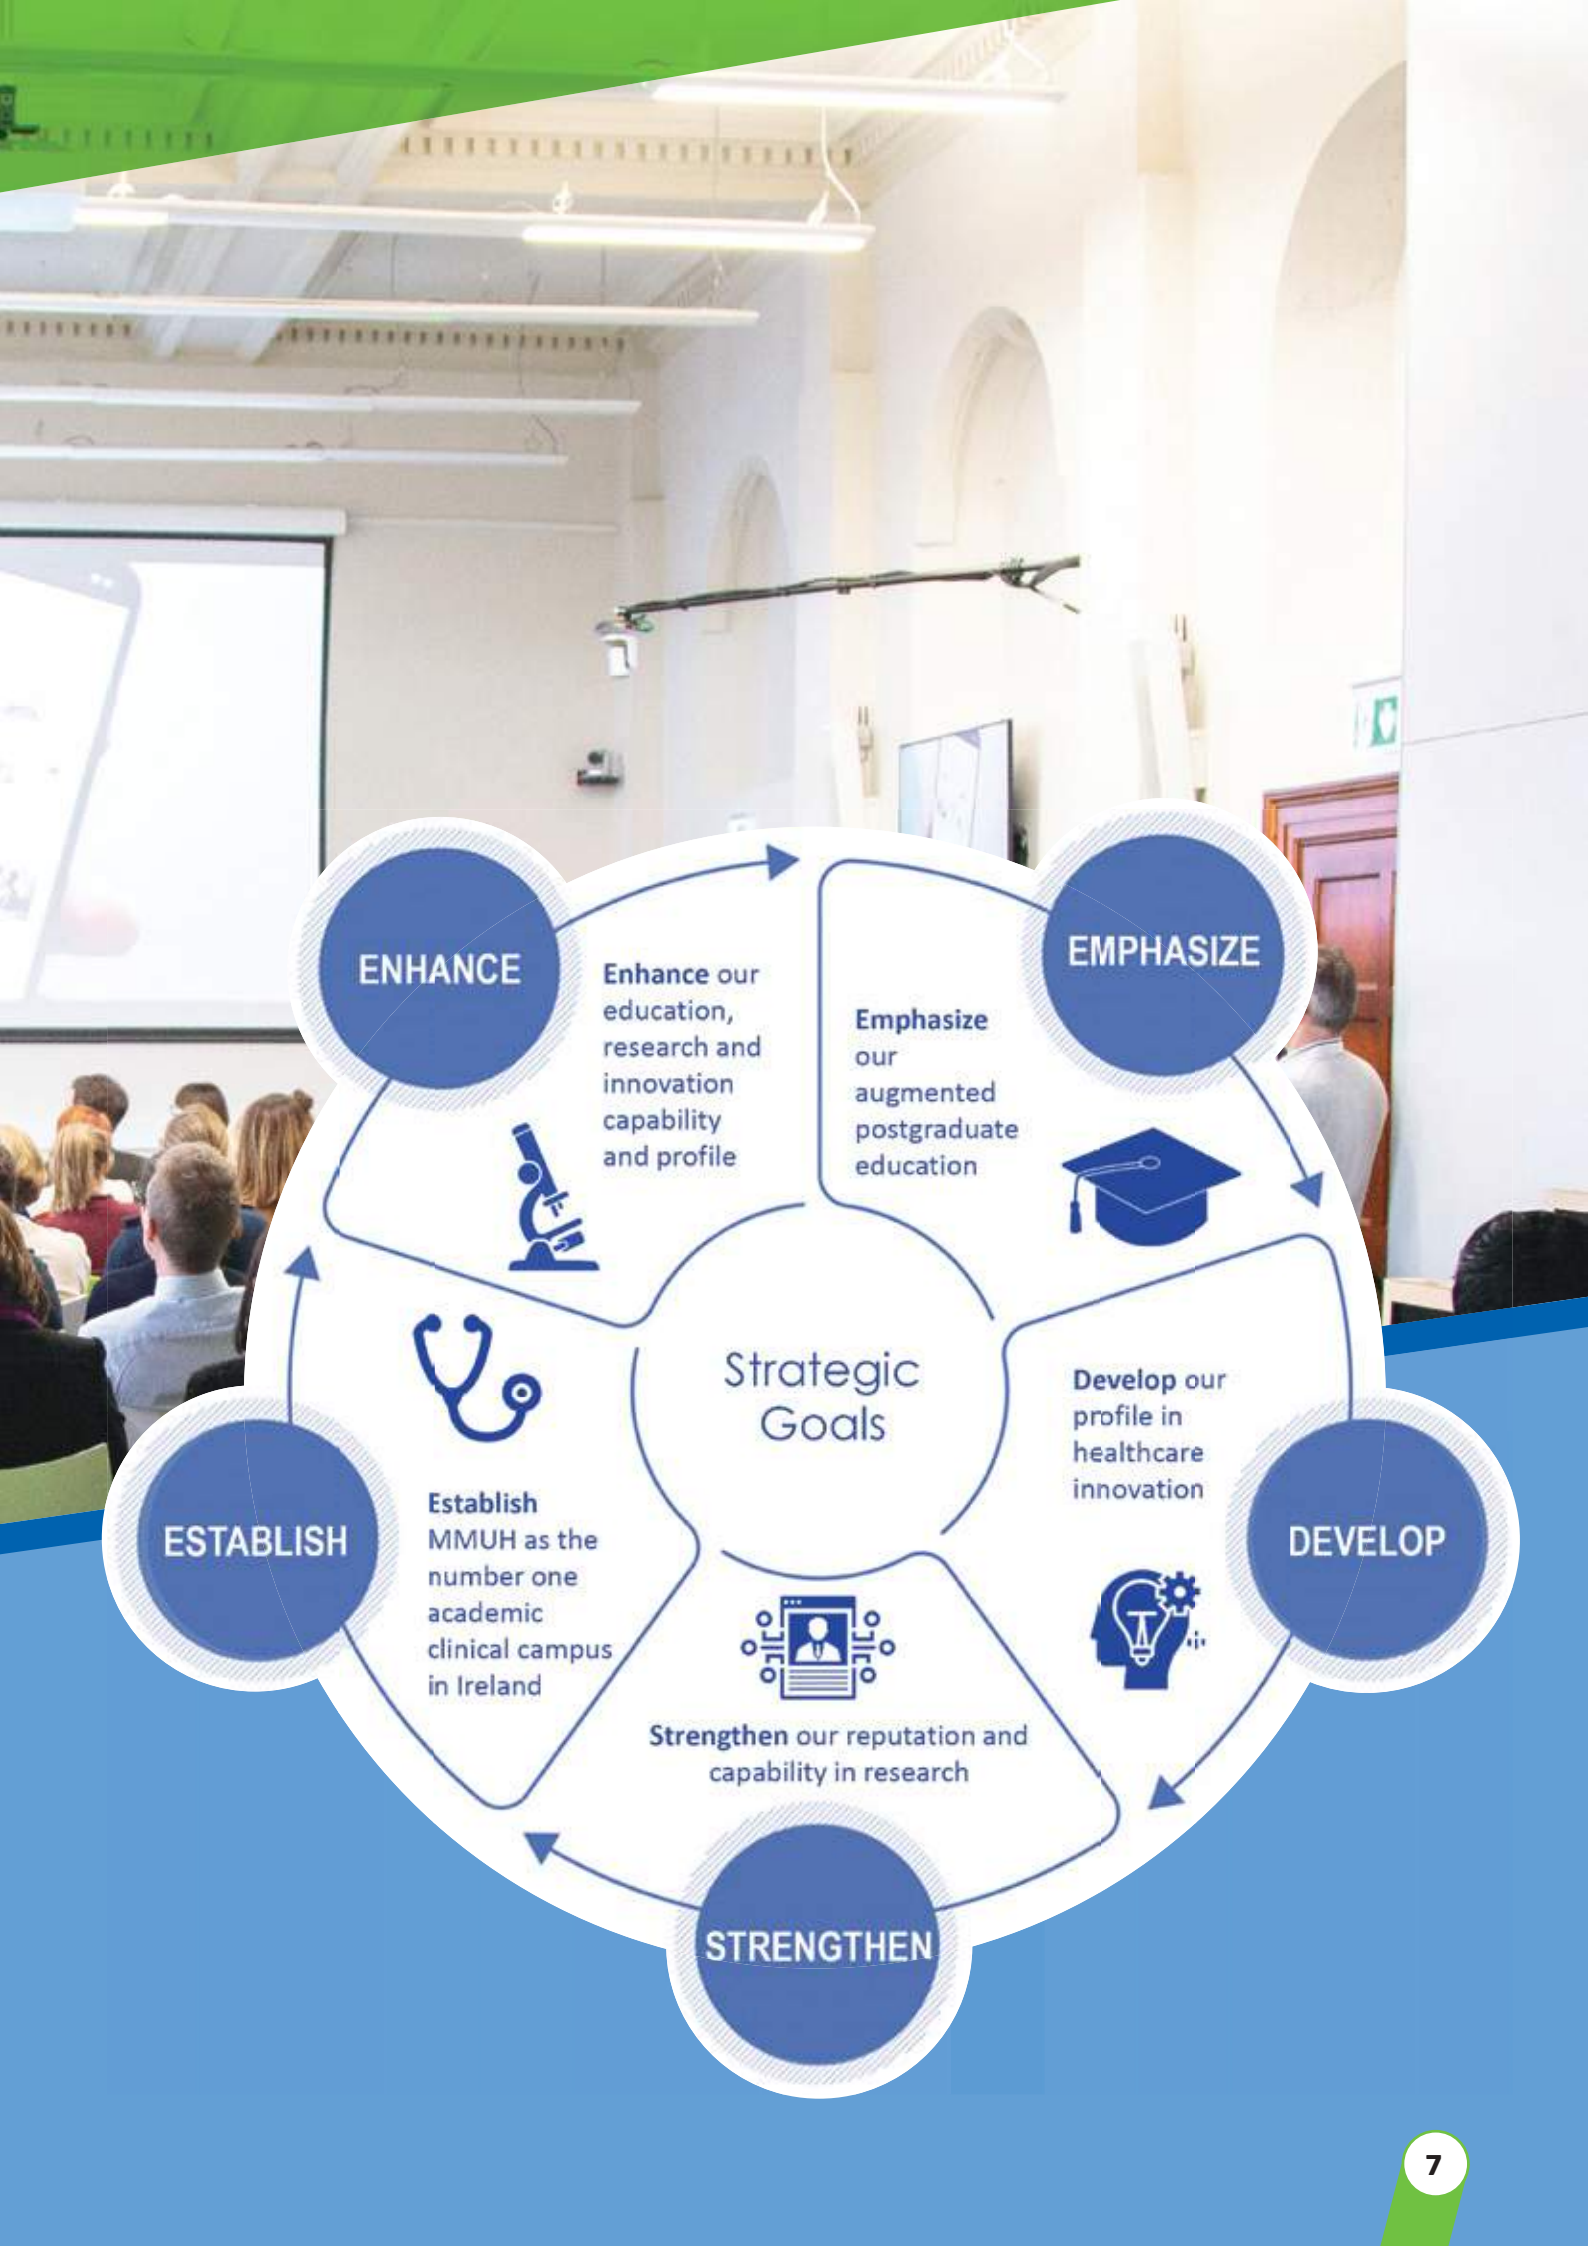 ENHANCE
Enhance our
education,
research and
innovation
capability
and profile
EMPHASIZE
Emphasize
our
augmented
postgraduate
education
Strategic
Goals
Develop our
profile in
healthcare
innovation
DEVELOP
ESTABLISH
Establish
MMUH as the
number one
academic
clinical campus
in Ireland
Strengthen our reputation and
capability in research
STRENGTHEN
7